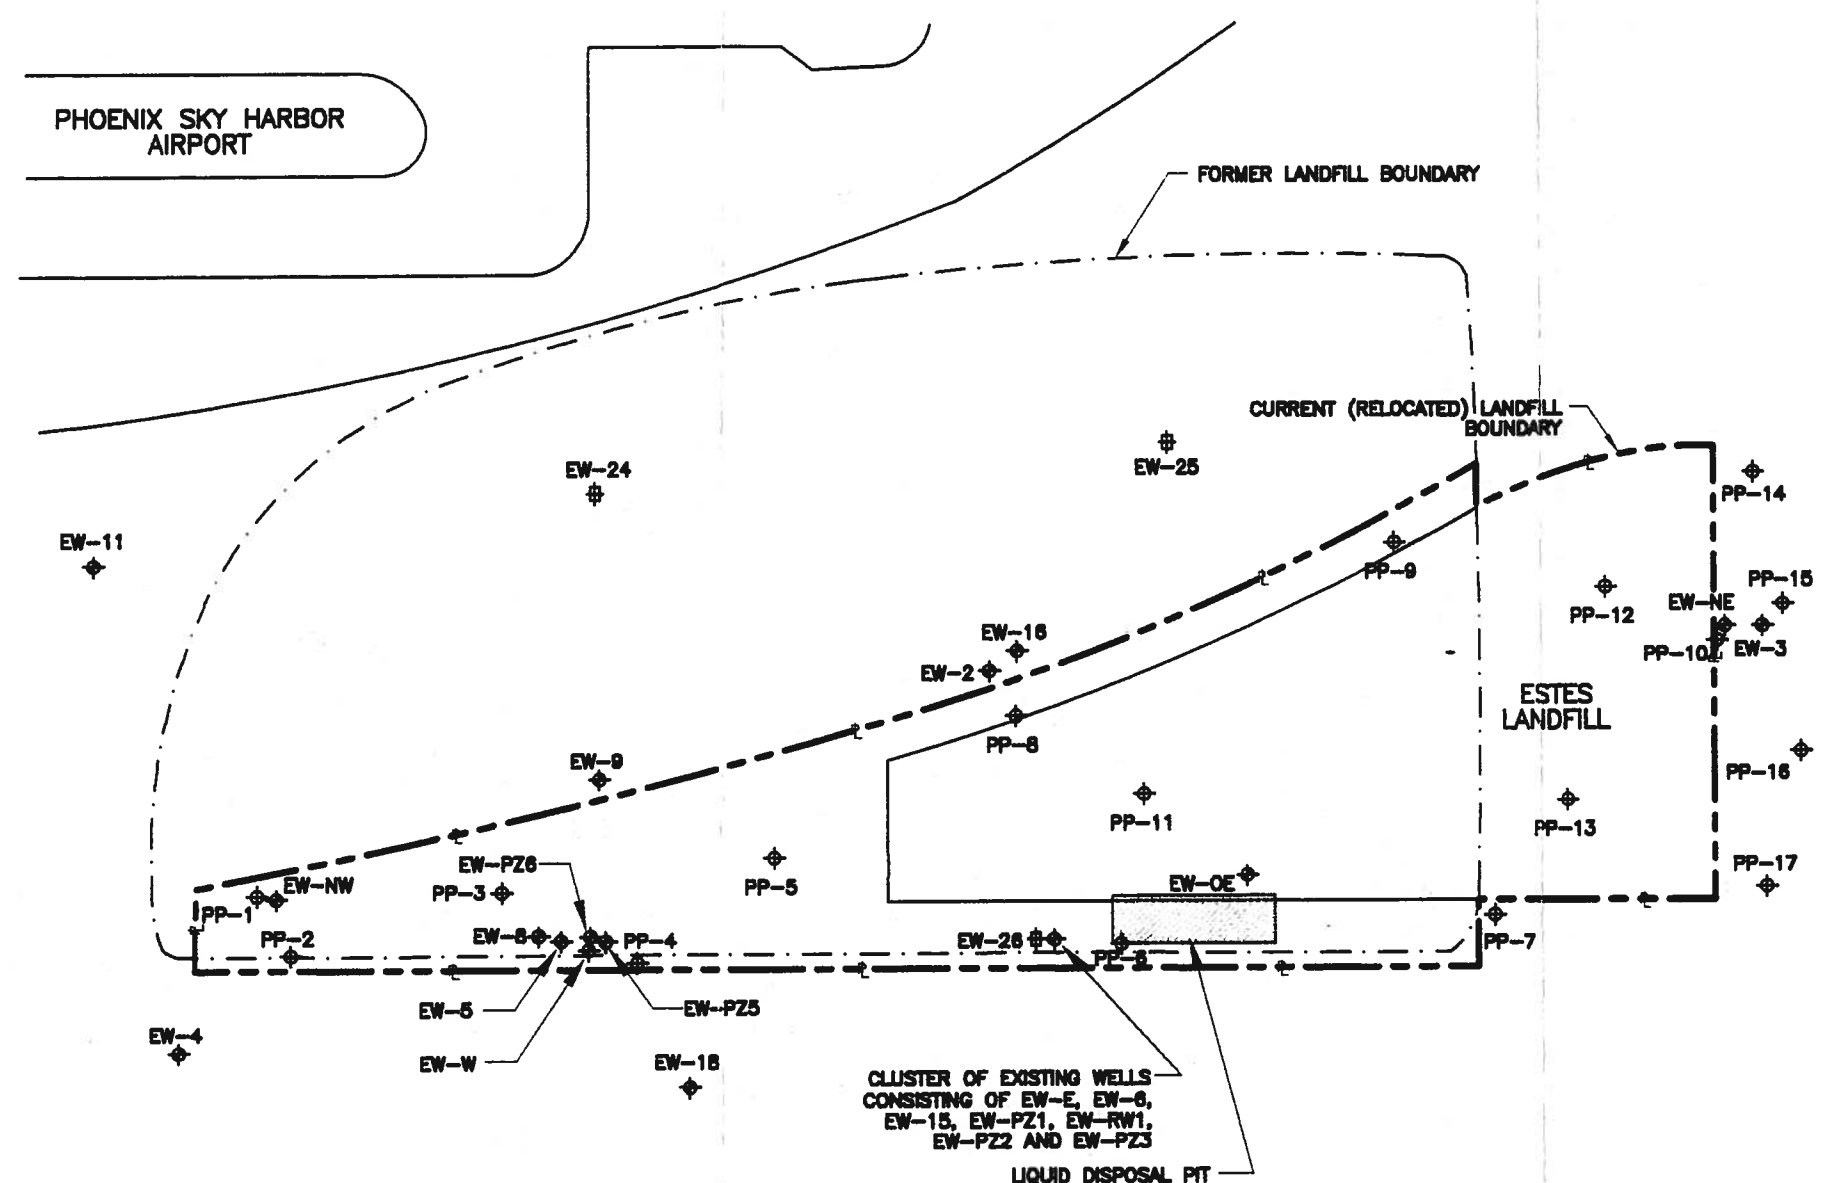 PHOENIX SKY HARBOR
AIRPORT
FORMER LANDFILL BOUNDARY
CURRENT (RELOCATED) LANDFILL
BOUNDARY
EW-24
EW-25
PP-14
EW-11
PP-9
PP-15
EW-NE
PP-12
EW-16
PP-10
EW-3
EW-2
ESTES
LANDFILL
PP-8
EW-9
PP-16
PP-11
PP-13
EW-PZ6
PP-17
EW-NW
PP-3
PP-5
EW-OE
PP-1
PP-2
EW-8
PP-4
EW-26
PP-6
PP-7
EW-5
EW-PZ5
EW-4
EW-W
EW-18
CLUSTER OF EXISTING WELLS
CONSISTING OF EW-E, EW-6,
EW-15, EW-PZ1, EW-RW1,
EW-PZ2 AND EW-PZ3
LIQUID DISPOSAL PIT